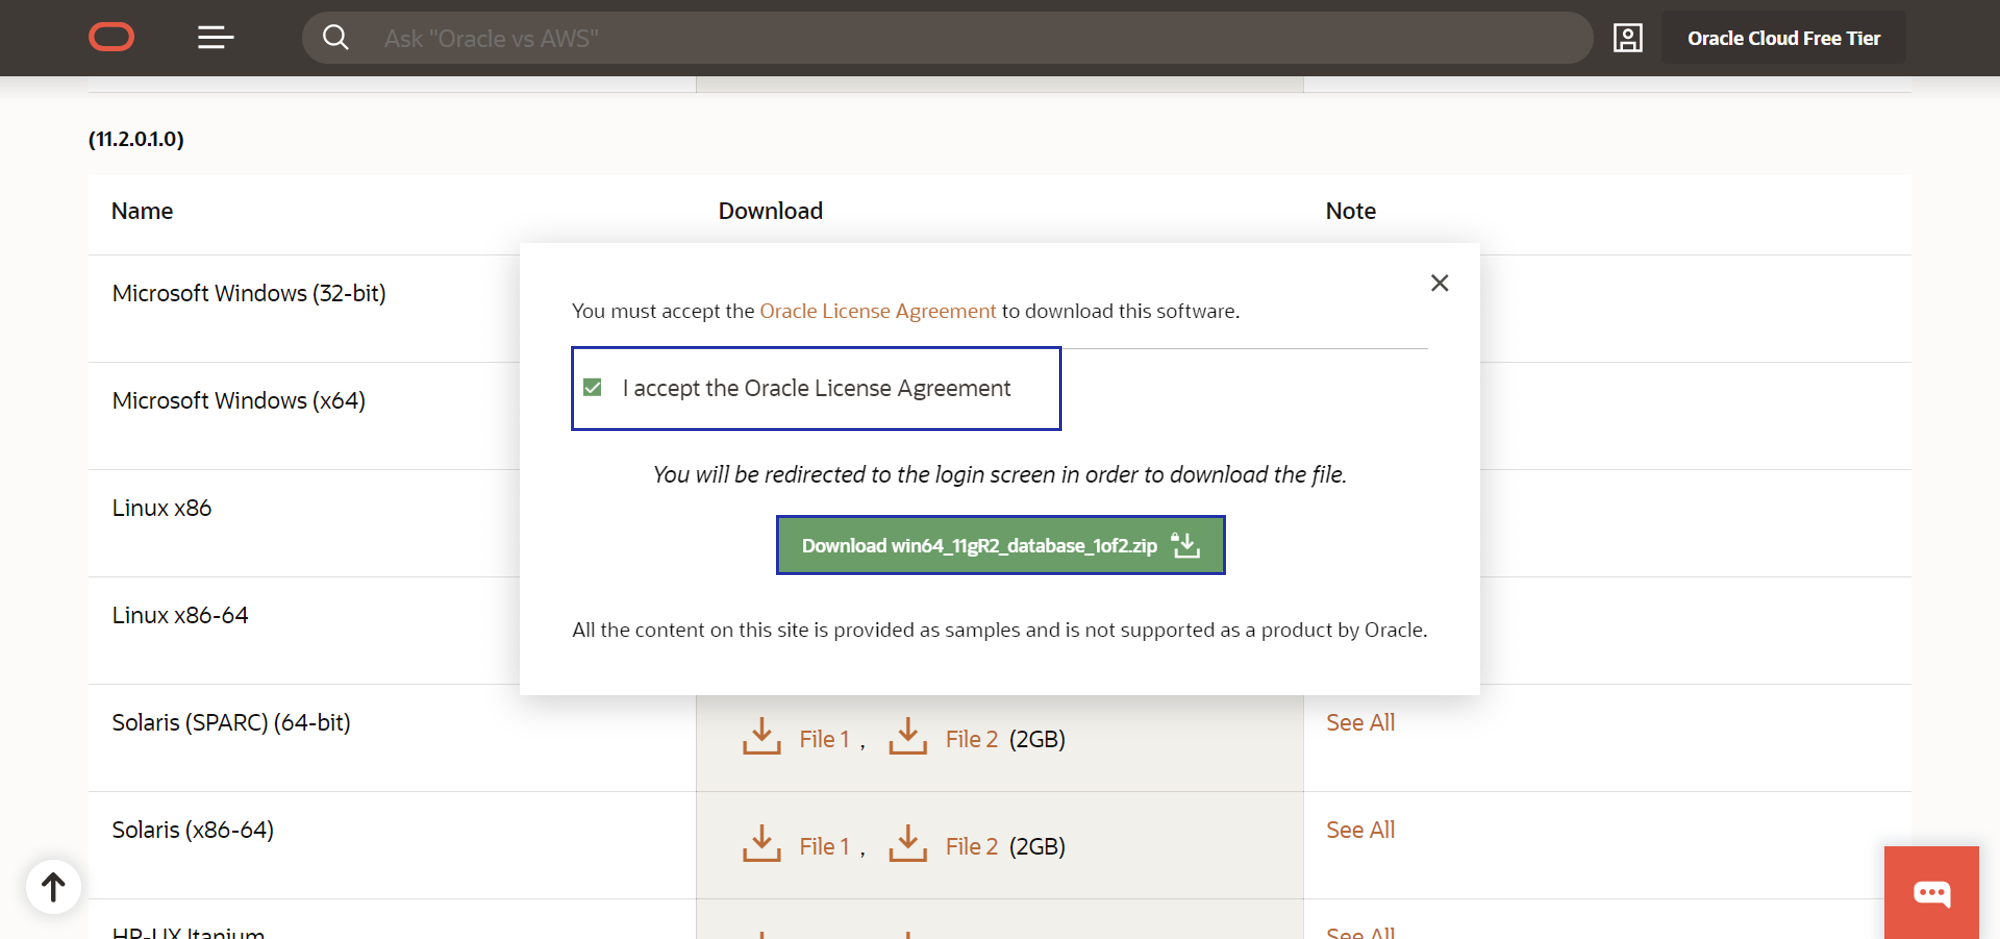 Ask "Oracle vs AWS"
Oracle Cloud Free Tier
(11.2.0.1.0)
Name Download Note
Microsoft Windows (32-bit)
You must accept the Oracle License Agreement to download this software.
I accept the Oracle License Agreement
Microsoft Windows (x64)
You will be redirected to the login screen in order to download the file.
Linux x86
Download win64_11gR2_database_1of2.zip
Linux x86-64
All the content on this site is provided as samples and is not supported as a product by Oracle.
Solaris (SPARC) (64-bit) File 1 , File 2 (2GB) See All
Solaris (x86-64) File 1 , File 2 (2GB) See All
HP-UX Itanium See All